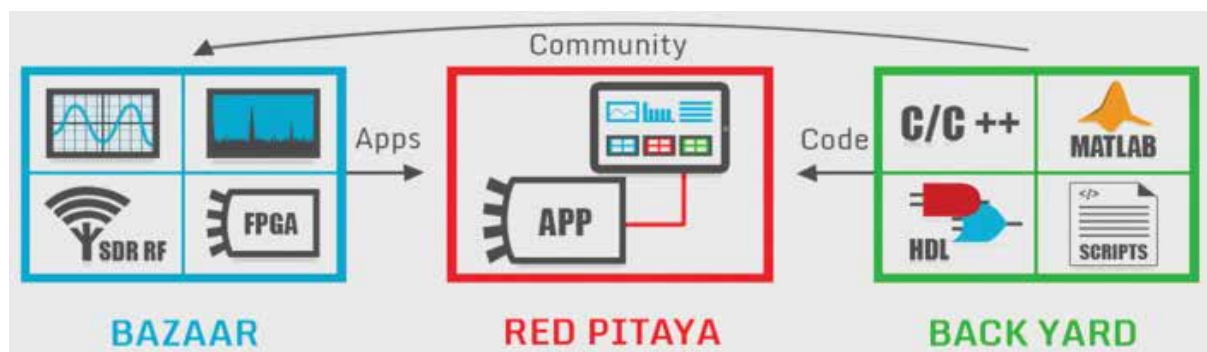 Community
Apps
Code
SDR RF
FPGA
APP
C/C ++
MATLAB
HDL
</>
SCRIPTS
BAZAAR
RED PITAYA
BACK YARD